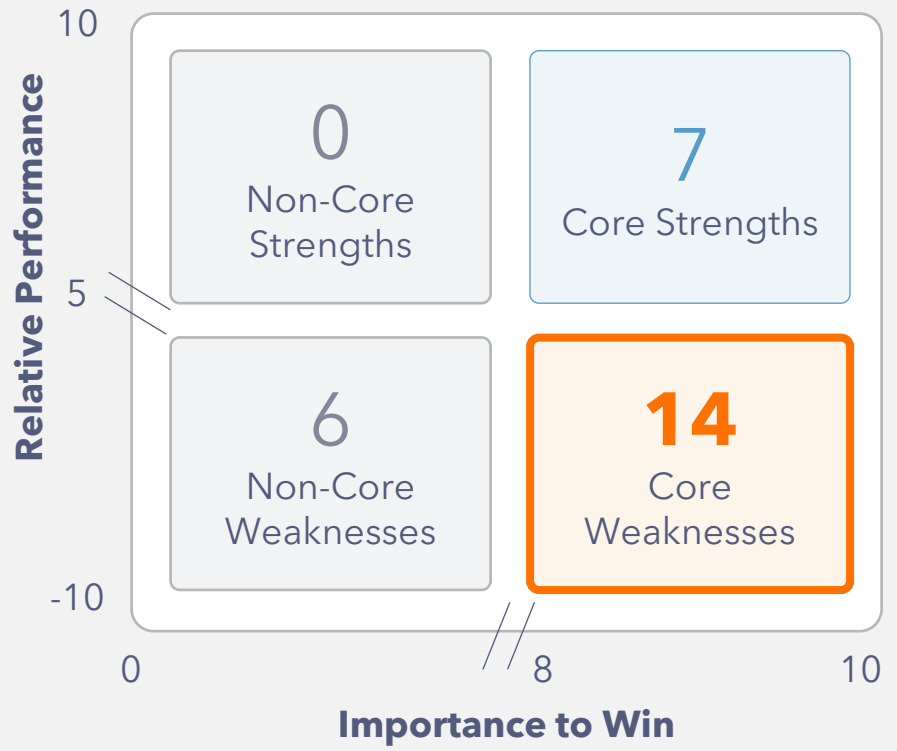 10
Relative Performance
5
-10
0
Non-Core
Strengths
7
Core Strengths
6
Non-Core
Weaknesses
14
Core
Weaknesses
0
8
10
Importance to Win